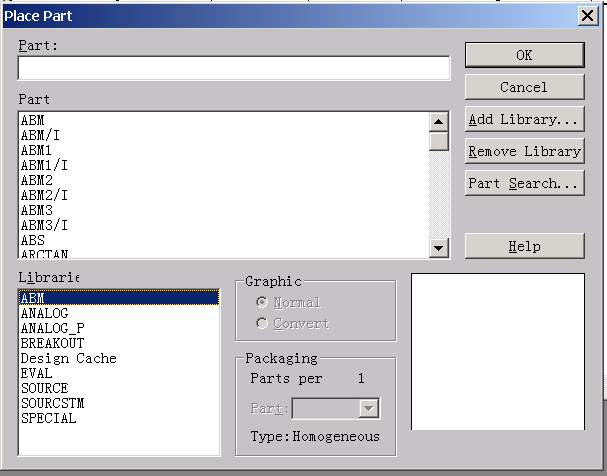 Place Part
Part:
OK
Cancel
Part
Add Library...
Remove Library
Part Search...
Help
ABM
ABM/I
ABM1
ABM1/I
ABM2
ABM2/I
ABM3
ABM3/I
ABS
ARCTAN
Librarie
ABM
ANALOG
ANALOG_P
BREAKOUT
Design Cache
EVAL
SOURCE
SOURCSTM
SPECIAL
Graphic
Normal
Convert
Packaging
Parts per 1
Part:
Type:Homogeneous